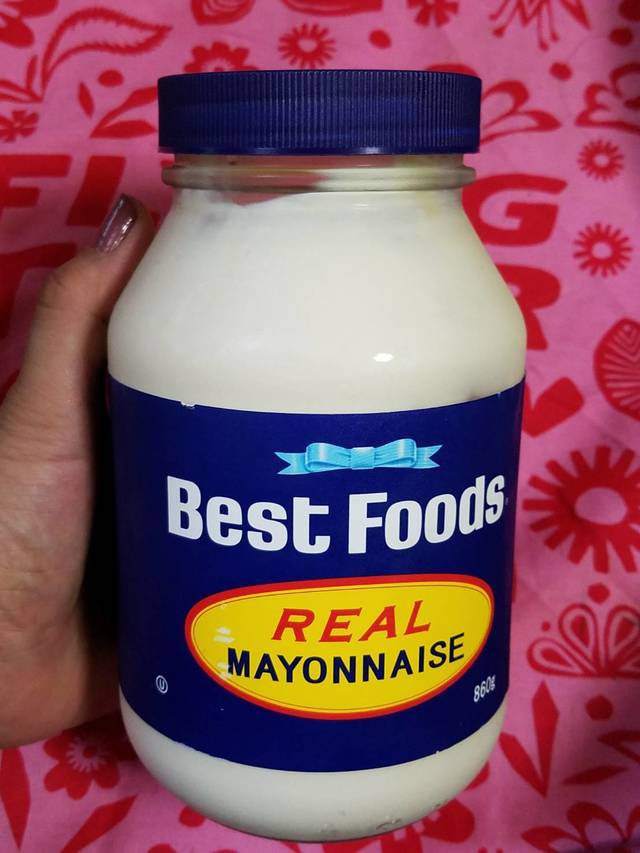 Best Foods
REAL
MAYONNAISE
860g
U
G